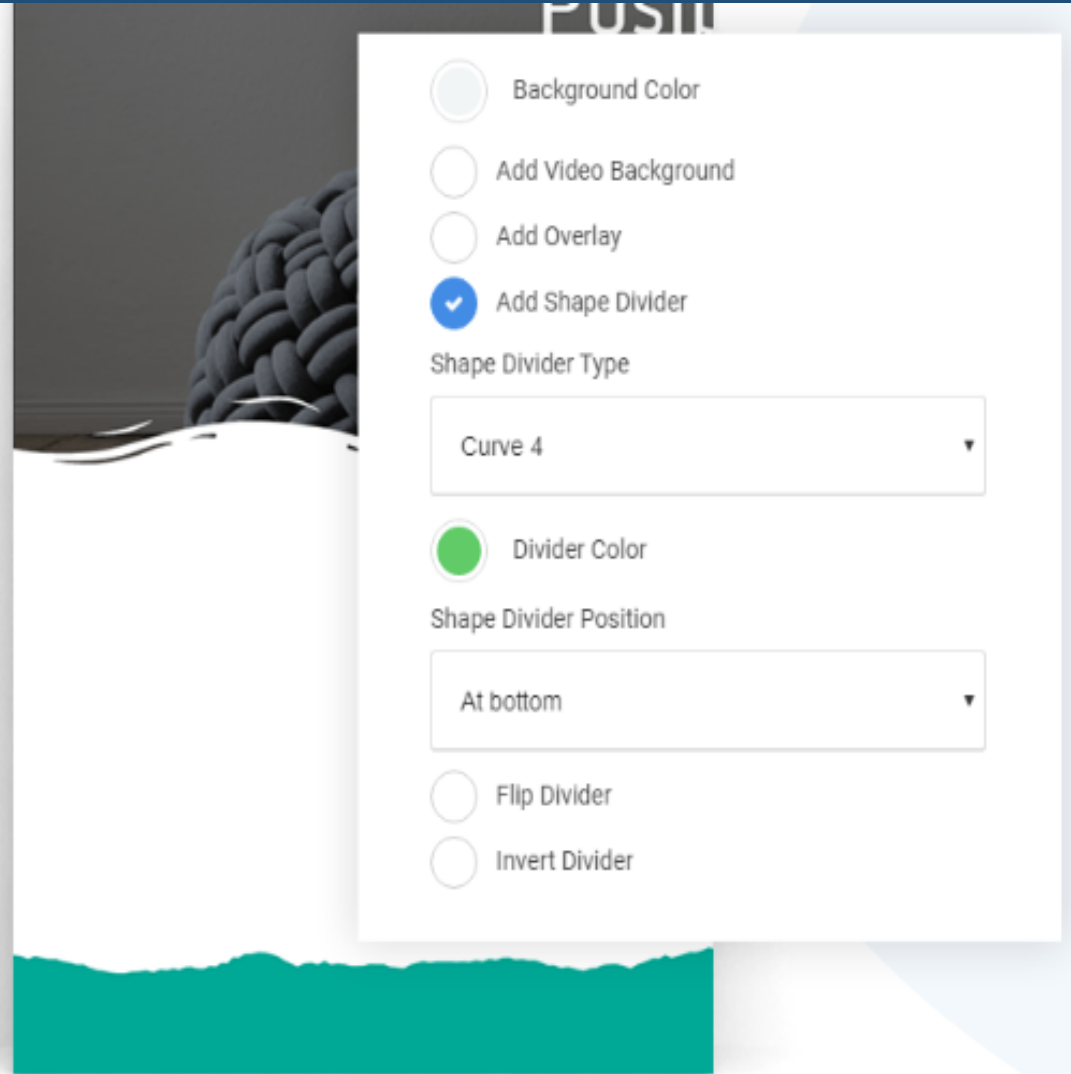 Background Color
Add Video Background
Add Overlay
Add Shape Divider
Shape Divider Type
Curve 4
Divider Color
Shape Divider Position
At bottom
Flip Divider
Invert Divider